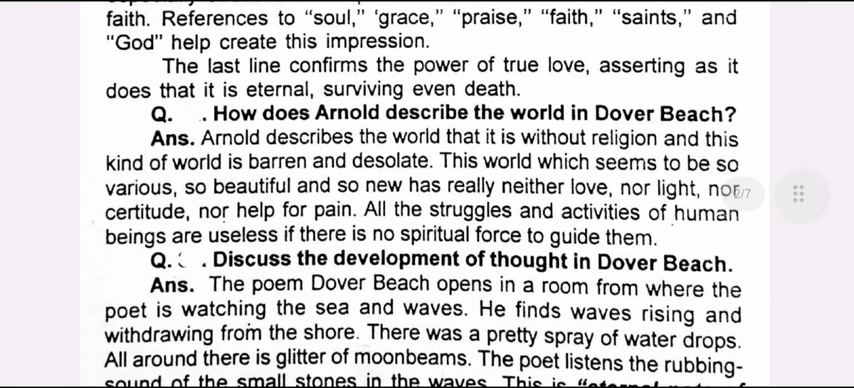 faith. References to “soul,” ‘grace,” “praise,” “faith,” “saints,” and
“God” help create this impression.
The last line confirms the power of true love, asserting as it
does that it is eternal, surviving even death.
Q. . How does Arnold describe the world in Dover Beach?
Ans. Arnold describes the world that it is without religion and this
kind of world is barren and desolate. This world which seems to be so
various, so beautiful and so new has really neither love, nor light, nor
2/7
certitude, nor help for pain. All the struggles and activities of human
beings are useless if there is no spiritual force to guide them.
Q. . Discuss the development of thought in Dover Beach.
Ans. The poem Dover Beach opens in a room from where the
poet is watching the sea and waves. He finds waves rising and
withdrawing from the shore. There was a pretty spray of water drops.
All around there is glitter of moonbeams. The poet listens the rubbing-
sound of the small stones in the waves. This is “eternal note of